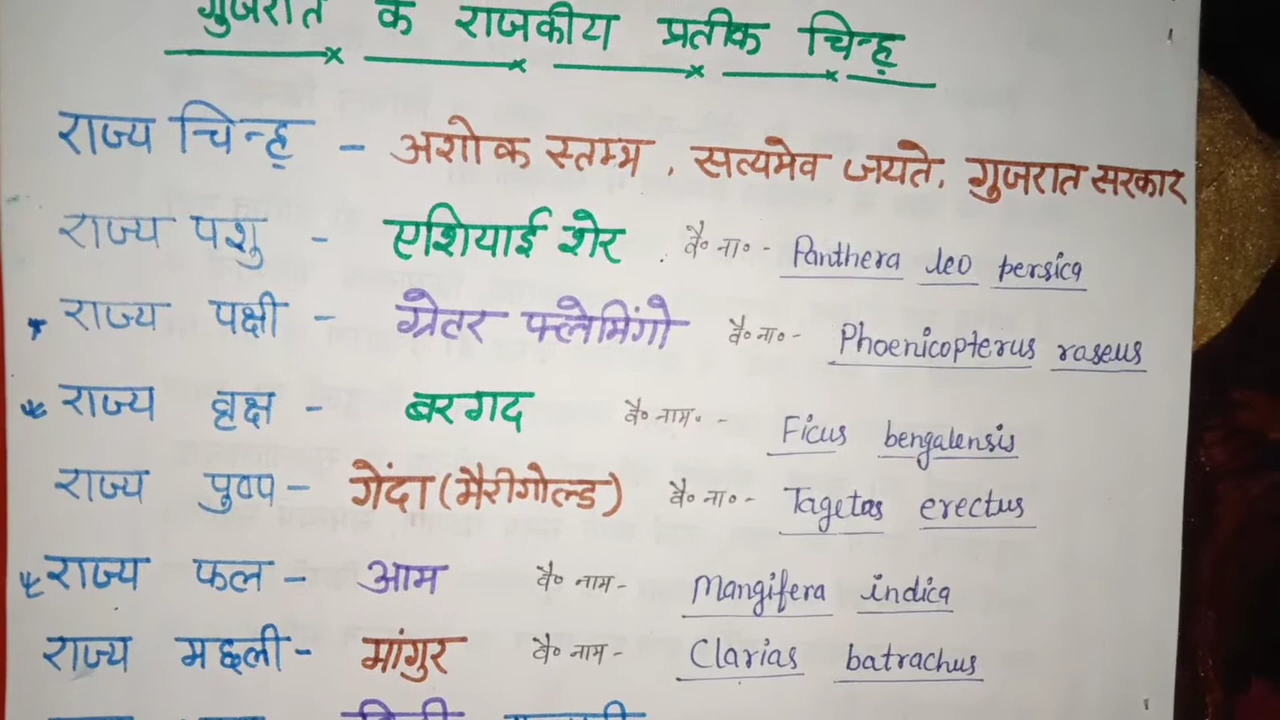 गुजरात के राजकीय प्रतीक चिन्ह
राज्य चिन्ह - अशोक स्तम्भ, सत्यमेव जयते, गुजरात सरकार
राज्य पशु - एशियाई शेर . वै० ना० - Panthera leo persica
राज्य पक्षी - ग्रेटर फ्लेमिंगो वै० ना० - Phoenicopterus roseus
राज्य वृक्ष - बरगद वै० नाम - Ficus bengalensis
राज्य पुष्प - गेंदा (मैरीगोल्ड) वै० ना० - Tagetas erectus
राज्य फल - आम वै० नाम - Mangifera indica
राज्य मछली - मांगुर वै० नाम - Clarias batrachus